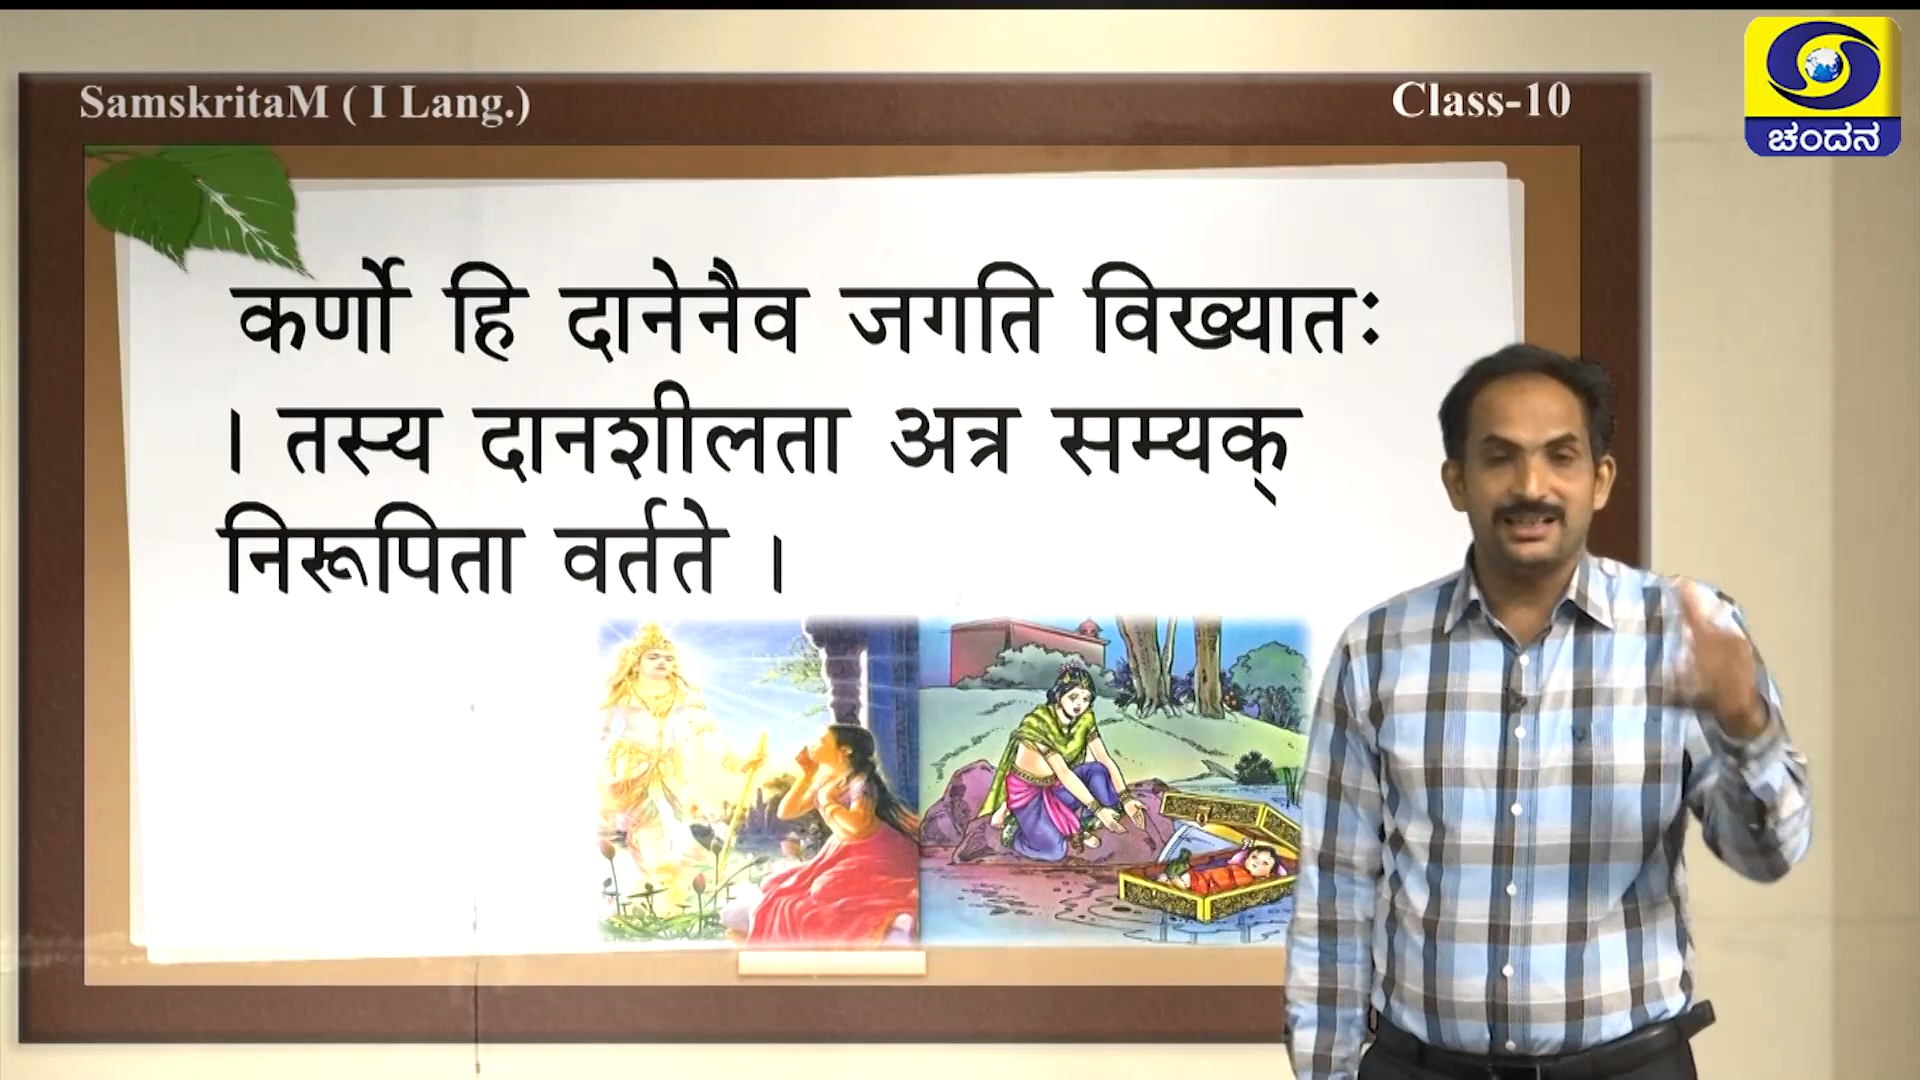 SamskritaM ( I Lang.)
Class-10
ಚಂದನ
कर्णो हि दानेनैव जगति विख्यातः
। तस्य दानशीलता अत्र सम्यक्
निरूपिता वर्तते ।